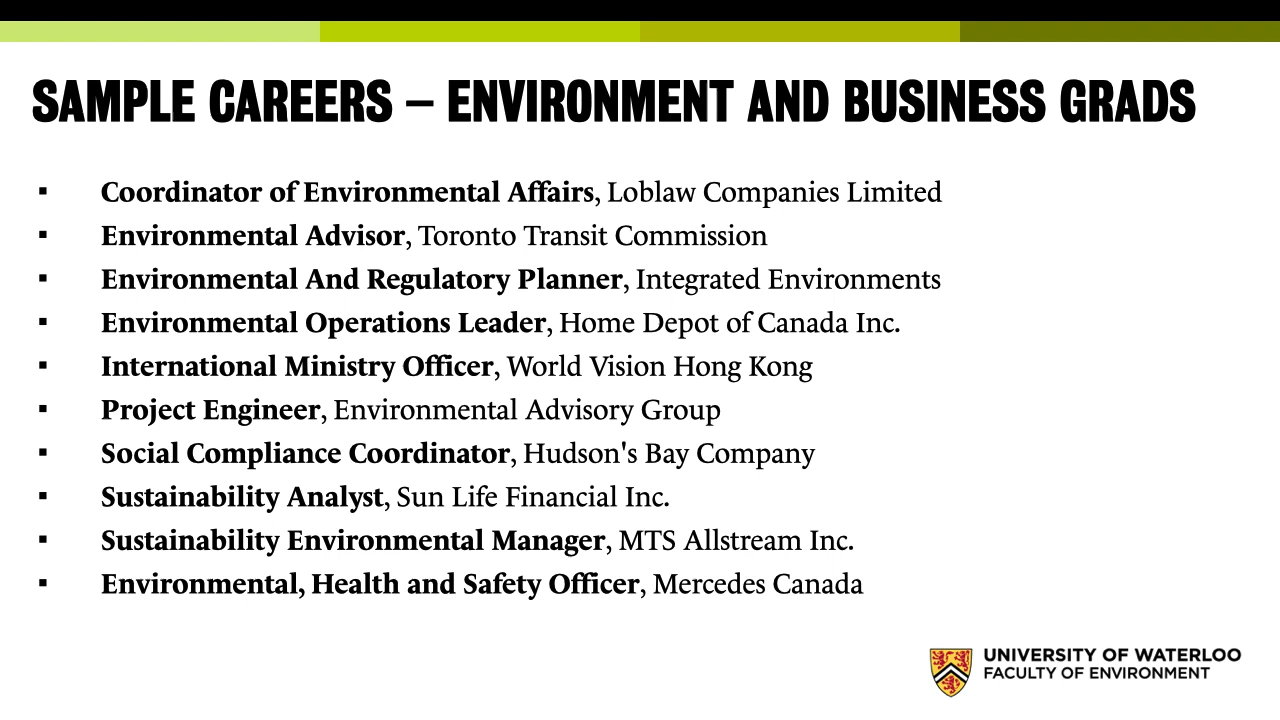 SAMPLE CAREERS – ENVIRONMENT AND BUSINESS GRADS
▪ Coordinator of Environmental Affairs, Loblaw Companies Limited
▪ Environmental Advisor, Toronto Transit Commission
▪ Environmental And Regulatory Planner, Integrated Environments
▪ Environmental Operations Leader, Home Depot of Canada Inc.
▪ International Ministry Officer, World Vision Hong Kong
▪ Project Engineer, Environmental Advisory Group
▪ Social Compliance Coordinator, Hudson's Bay Company
▪ Sustainability Analyst, Sun Life Financial Inc.
▪ Sustainability Environmental Manager, MTS Allstream Inc.
▪ Environmental, Health and Safety Officer, Mercedes Canada
UNIVERSITY OF WATERLOO
FACULTY OF ENVIRONMENT